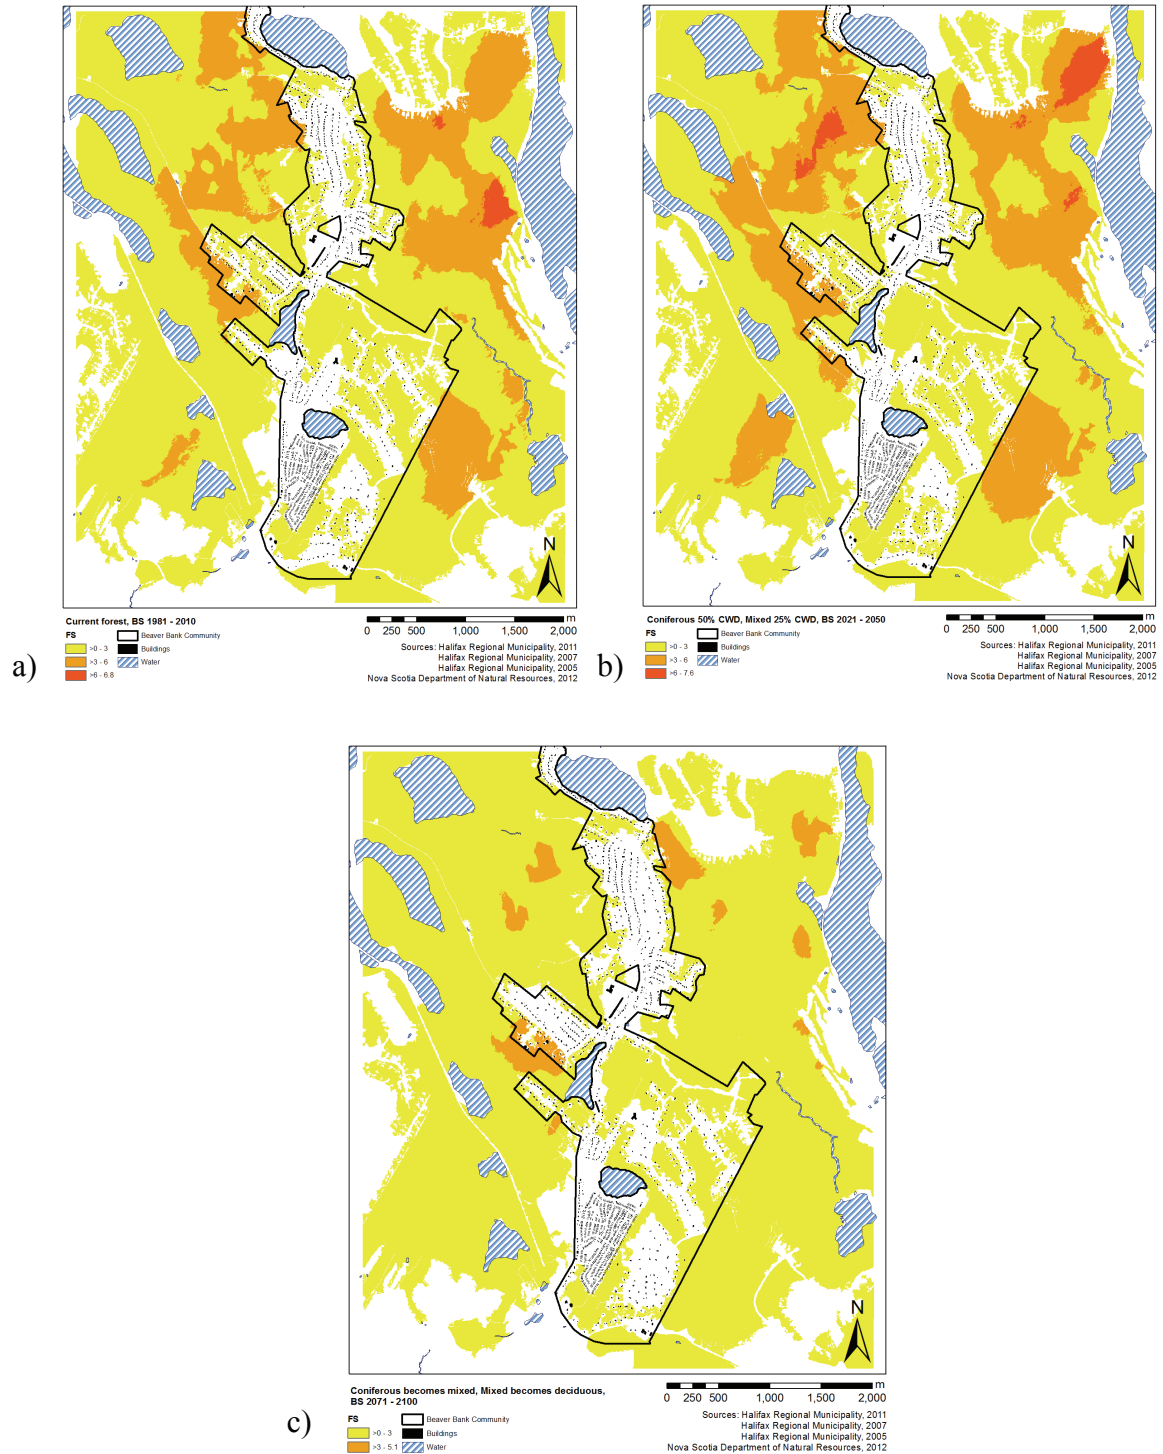 N
Current forest, BS 1981 - 2010
FS
>0 - 3
>3 - 6
>6 - 6.8
Beaver Bank Community
Buildings
Water
m
0 250 500 1,000 1,500 2,000
Sources: Halifax Regional Municipality, 2011
Halifax Regional Municipality, 2007
Halifax Regional Municipality, 2005
Nova Scotia Department of Natural Resources, 2012
a)
N
Coniferous 50% CWD, Mixed 25% CWD, BS 2021 - 2050
FS
>0 - 3
>3 - 6
>6 - 7.6
Beaver Bank Community
Buildings
Water
m
0 250 500 1,000 1,500 2,000
Sources: Halifax Regional Municipality, 2011
Halifax Regional Municipality, 2007
Halifax Regional Municipality, 2005
Nova Scotia Department of Natural Resources, 2012
b)
N
Coniferous becomes mixed, Mixed becomes deciduous,
BS 2071 - 2100
FS
>0 - 3
>3 - 5.1
Beaver Bank Community
Buildings
Water
m
0 250 500 1,000 1,500 2,000
Sources: Halifax Regional Municipality, 2011
Halifax Regional Municipality, 2007
Halifax Regional Municipality, 2005
Nova Scotia Department of Natural Resources, 2012
c)